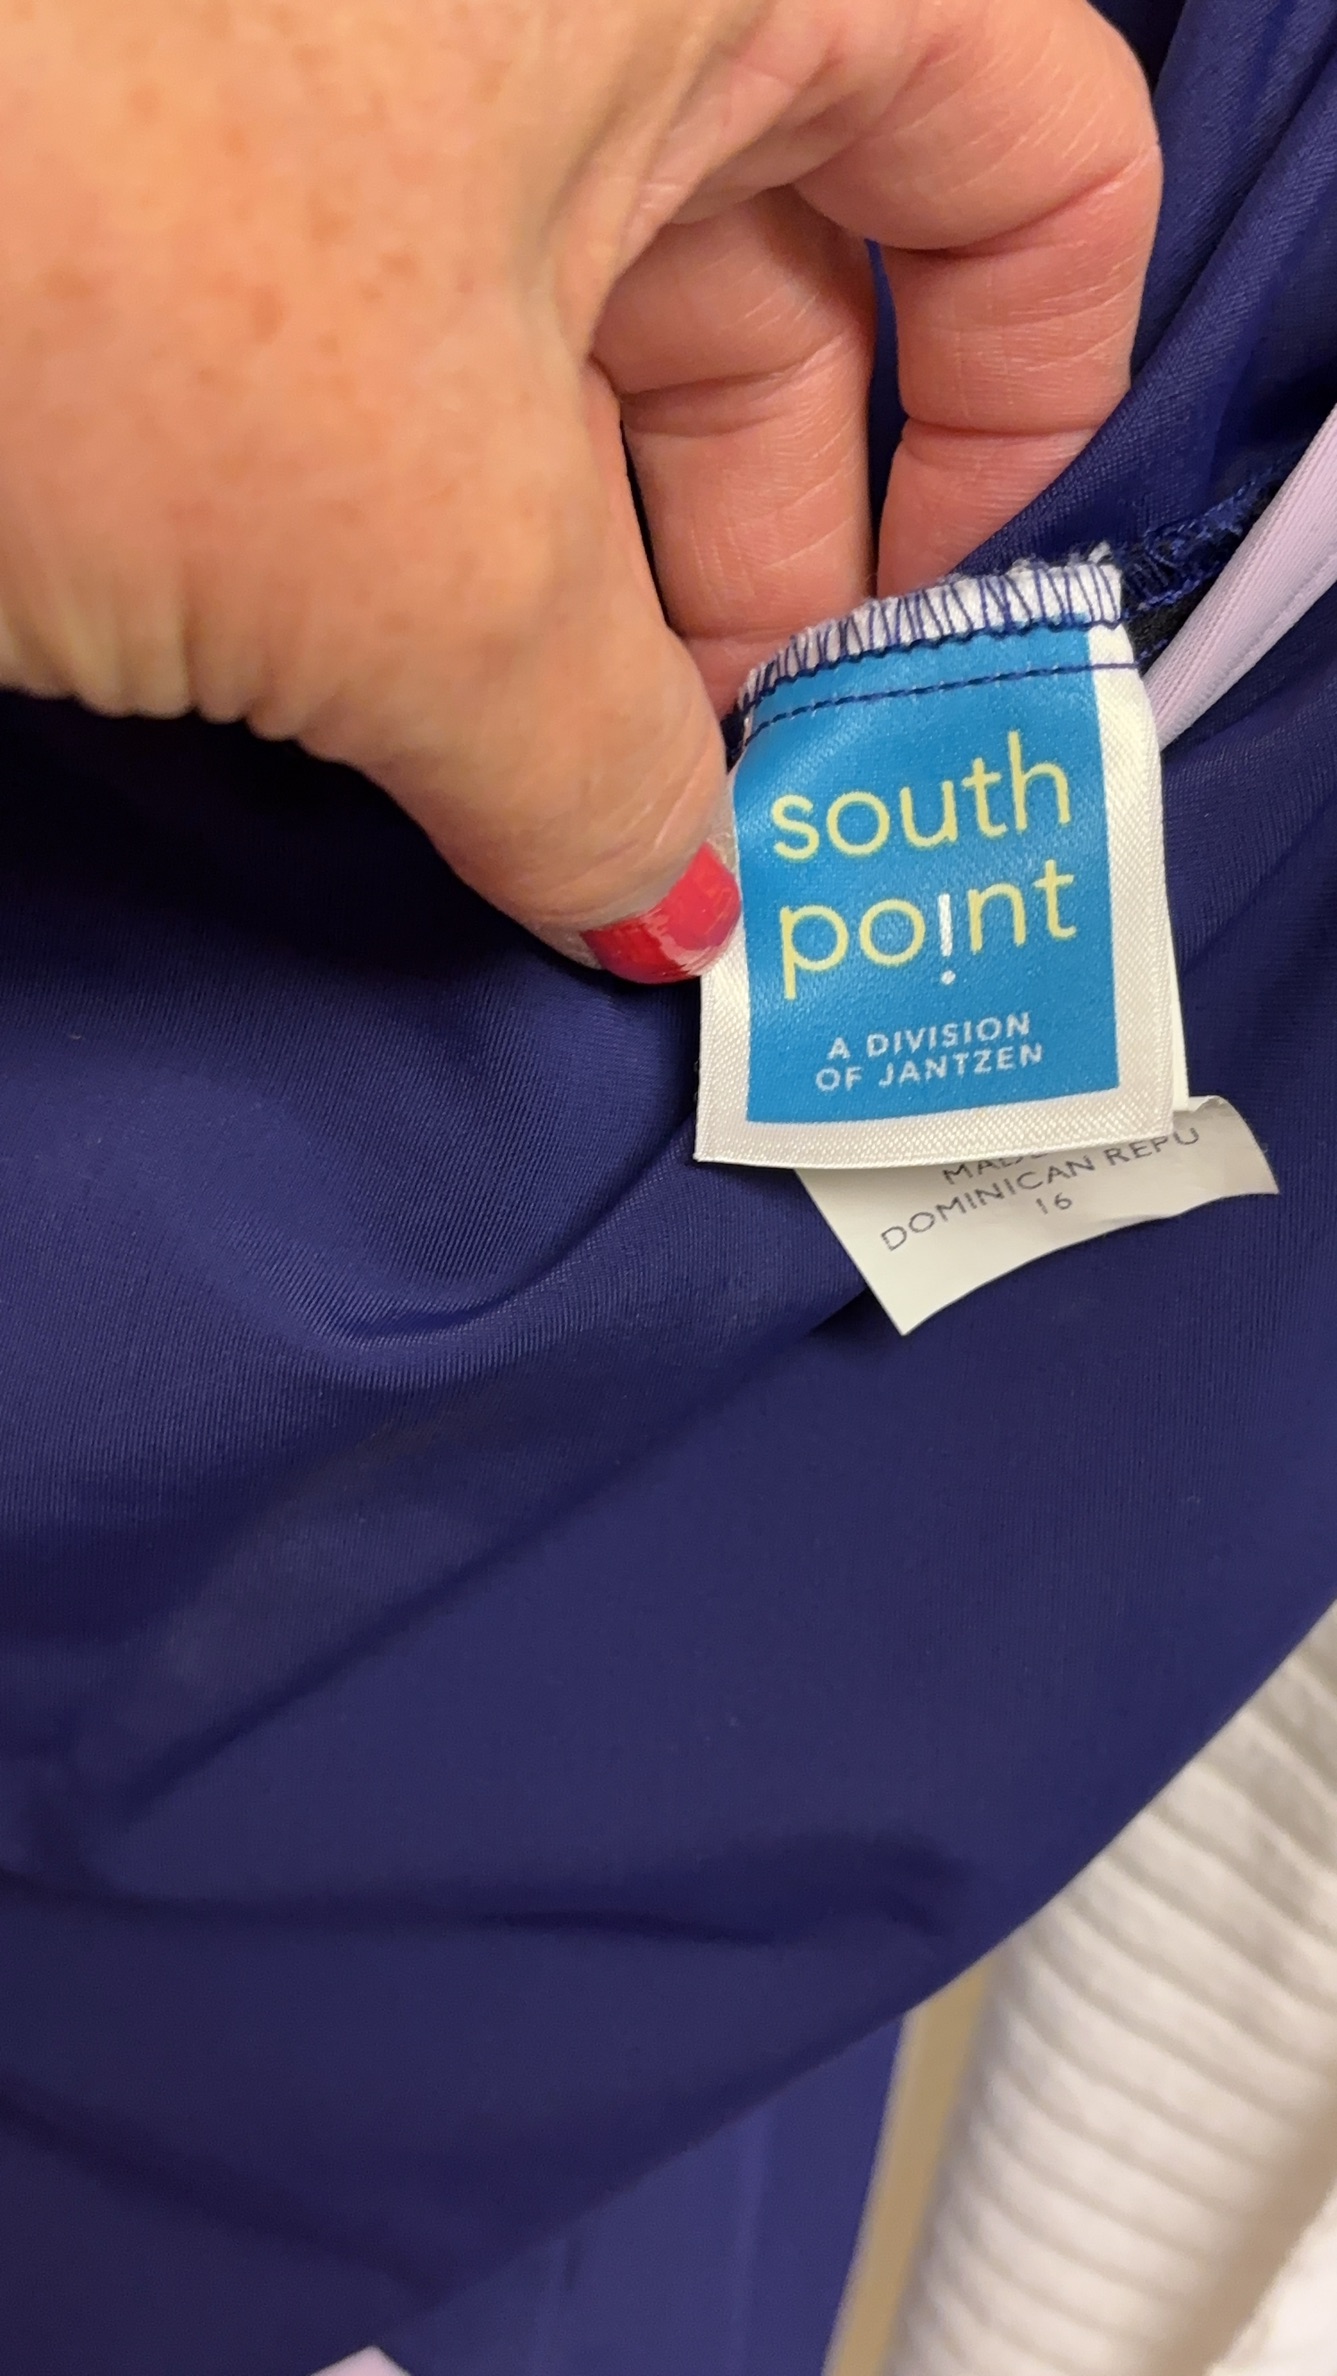 south
po!nt
A DIVISION
OF JANTZEN
DOMINICAN REPU
16